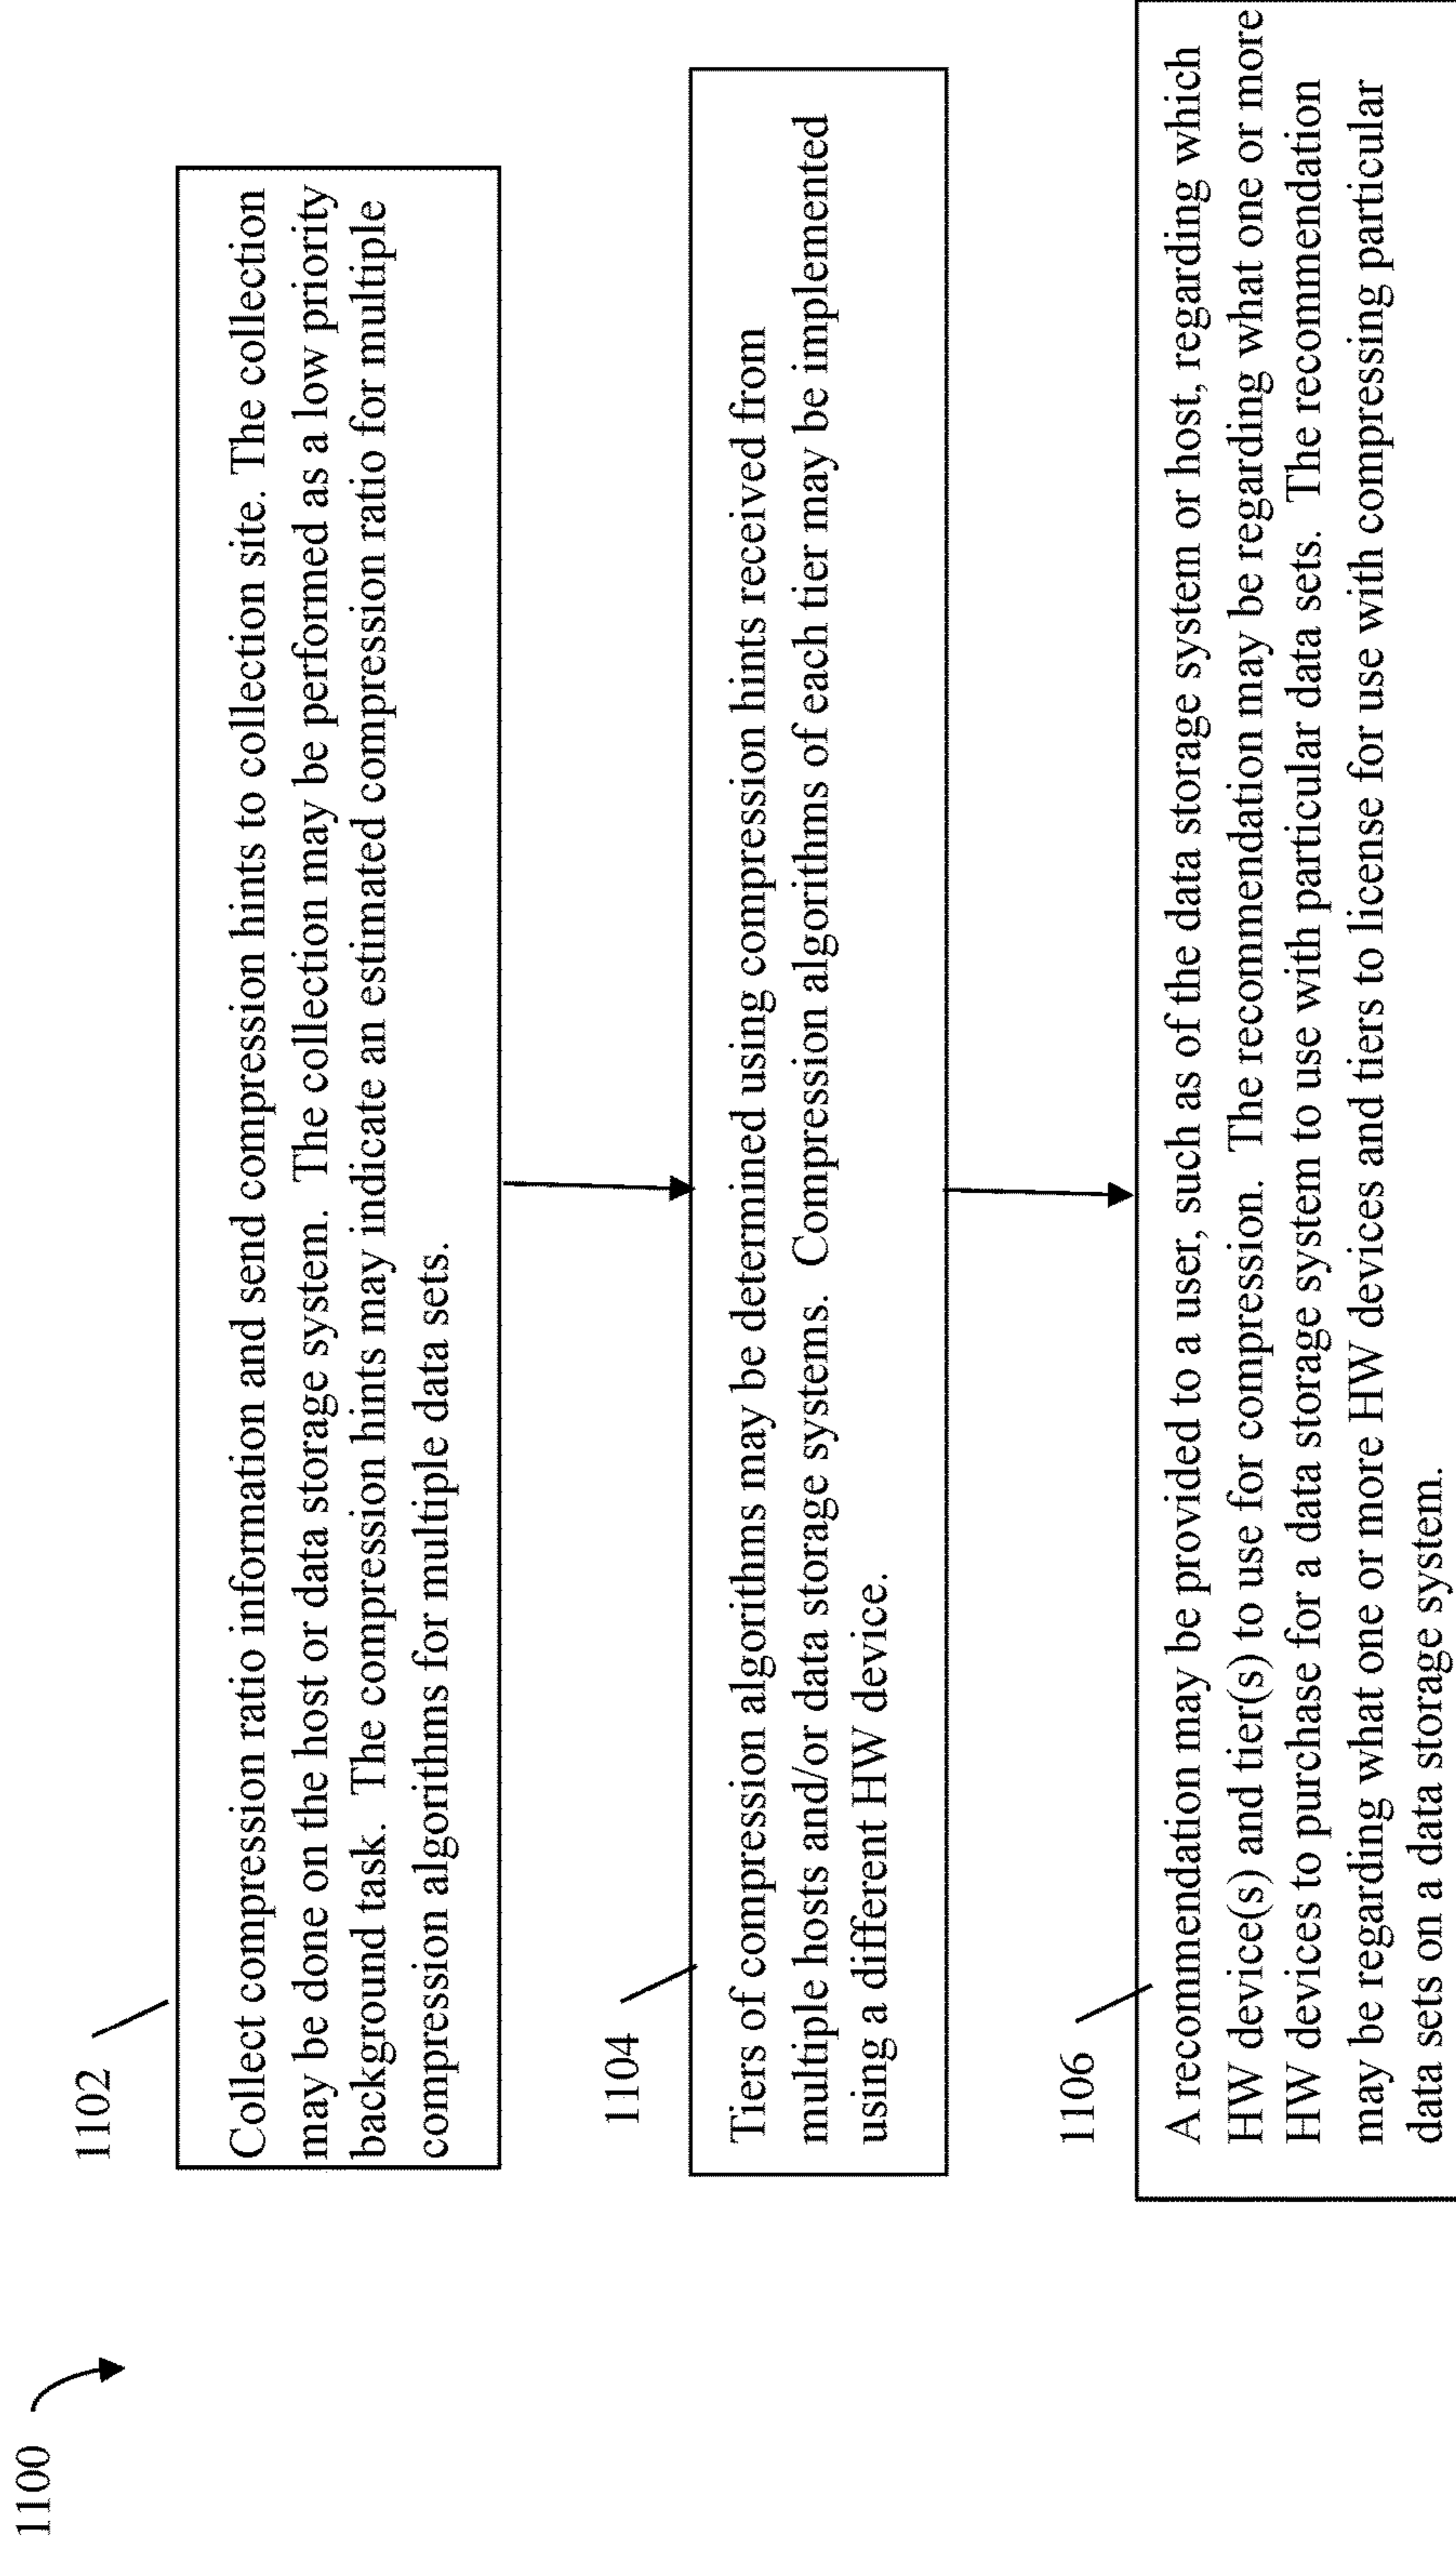 1100
1102
Collect compression ratio information and send compression hints to collection site. The collection
may be done on the host or data storage system. The collection may be performed as a low priority
background task. The compression hints may indicate an estimated compression ratio for multiple
compression algorithms for multiple data sets.
1104
Tiers of compression algorithms may be determined using compression hints received from
multiple hosts and/or data storage systems. Compression algorithms of each tier may be implemented
using a different HW device.
1106
A recommendation may be provided to a user, such as of the data storage system or host, regarding which
HW device(s) and tier(s) to use for compression. The recommendation may be regarding what one or more
HW devices to purchase for a data storage system to use with particular data sets. The recommendation
may be regarding what one or more HW devices and tiers to license for use with compressing particular
data sets on a data storage system.